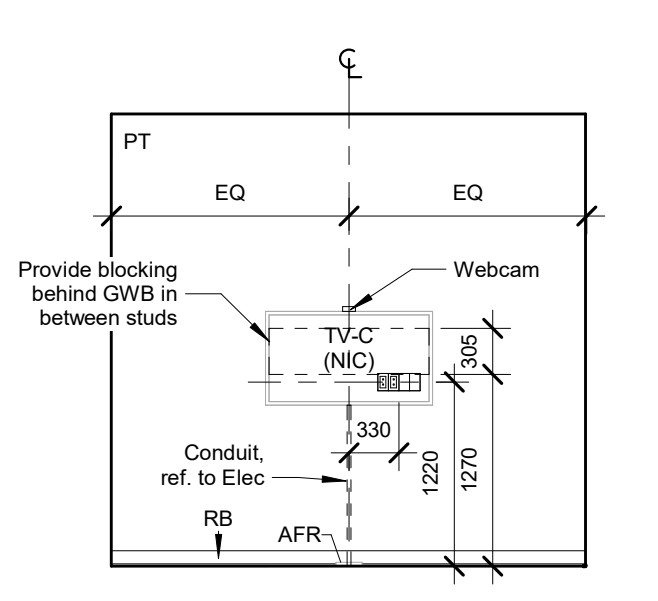 ℄
PT
EQ
EQ
Provide blocking
behind GWB in
between studs
Webcam
TV-C
(NIC)
305
330
1220
1270
Conduit,
ref. to Elec
RB
AFR